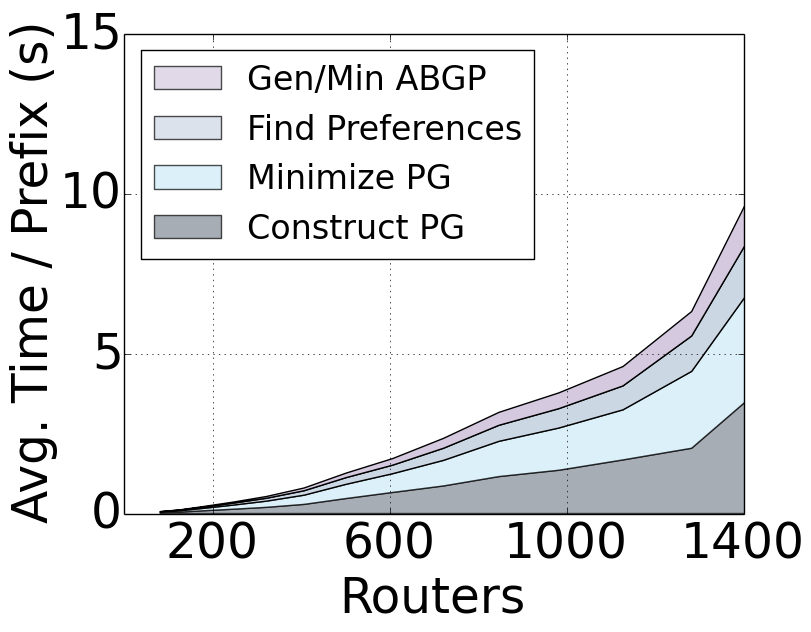 Avg. Time / Prefix (s)
15
10
5
0
Gen/Min ABGP
Find Preferences
Minimize PG
Construct PG
200 600 1000 1400
Routers